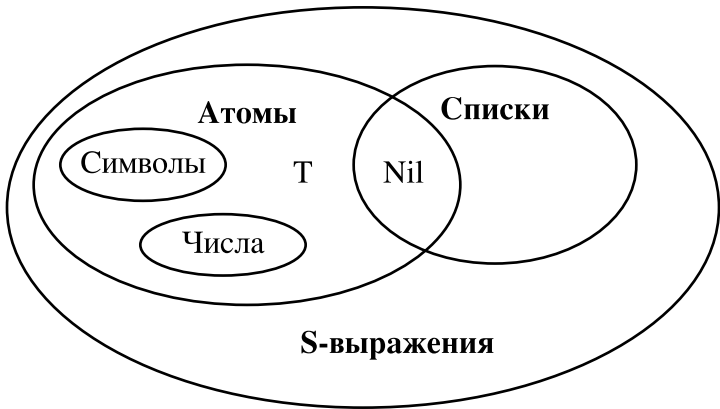 Атомы
Списки
Символы
T
Nil
Числа
S-выражения